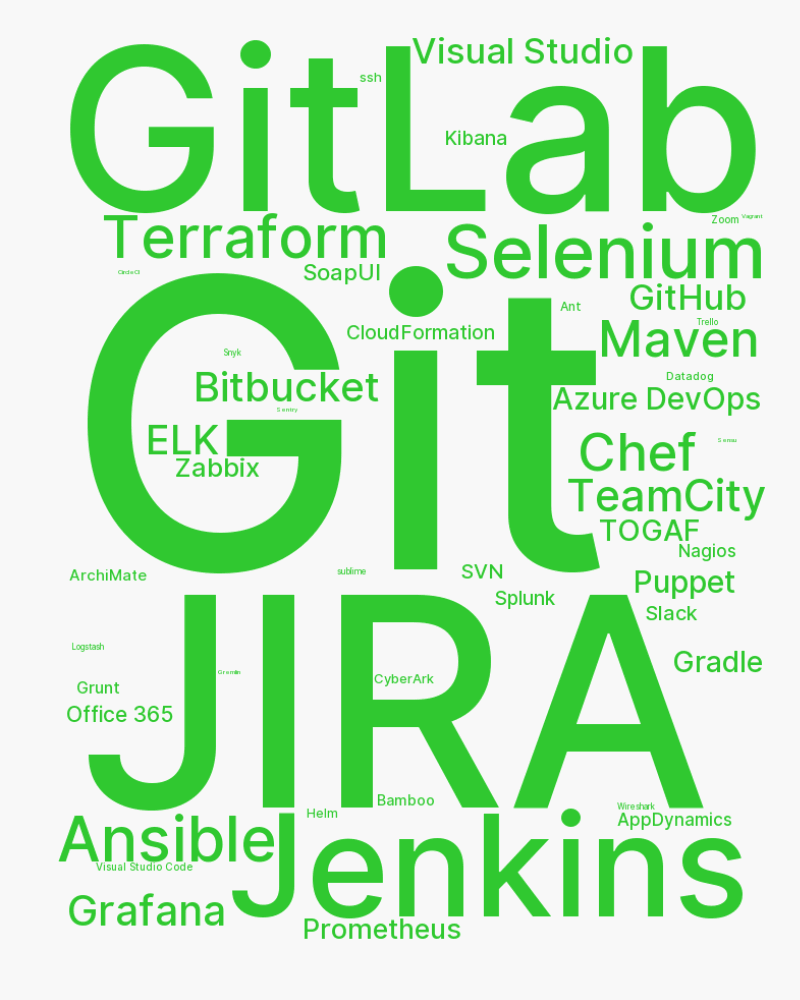 GitLab
Visual Studio
ssh
Kibana
Terraform
Zoom
Vagrant
Selenium
CircleCI
SoapUI
GitHub
Git
Ant
CloudFormation
Trello
Maven
Snyk
Bitbucket
Datadog
Azure DevOps
Sentry
ELK
Chef
Sensu
Zabbix
TeamCity
TOGAF
Nagios
ArchiMate
sublime
SVN
Puppet
Splunk
Slack
JIRA
Logstash
Gremlin
Gradle
CyberArk
Grunt
Office 365
Bamboo
Helm
Wireshark
AppDynamics
Ansible
Jenkins
Visual Studio Code
Grafana
Prometheus